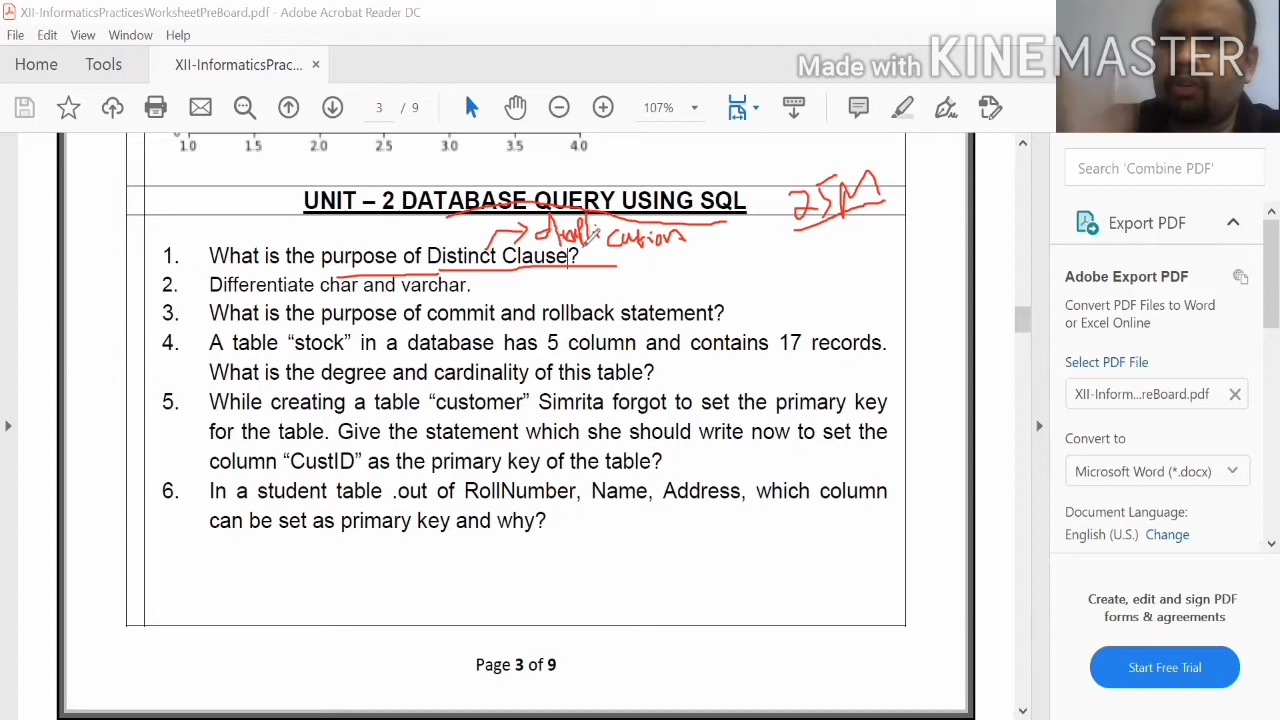 XII-InformaticsPracticesWorksheetPreBoard.pdf - Adobe Acrobat Reader DC
File Edit View Window Help
Made with KINEMASTER
Home Tools XII-InformaticsPrac... ×
3 / 9 107%
1.0 1.5 2.0 2.5 3.0 3.5 4.0
Search 'Combine PDF'
UNIT – 2 DATABASE QUERY USING SQL 25M
Export PDF
1. What is the purpose of Distinct Clause?
2. Differentiate char and varchar.
3. What is the purpose of commit and rollback statement?
4. A table “stock” in a database has 5 column and contains 17 records.
What is the degree and cardinality of this table?
5. While creating a table “customer” Simrita forgot to set the primary key
for the table. Give the statement which she should write now to set the
column “CustID” as the primary key of the table?
6. In a student table .out of RollNumber, Name, Address, which column
can be set as primary key and why?
Page 3 of 9
Adobe Export PDF
Convert PDF Files to Word
or Excel Online
Select PDF File
XII-Inform...reBoard.pdf ×
Convert to
Microsoft Word (*.docx)
Document Language:
English (U.S.) Change
Create, edit and sign PDF
forms & agreements
Start Free Trial